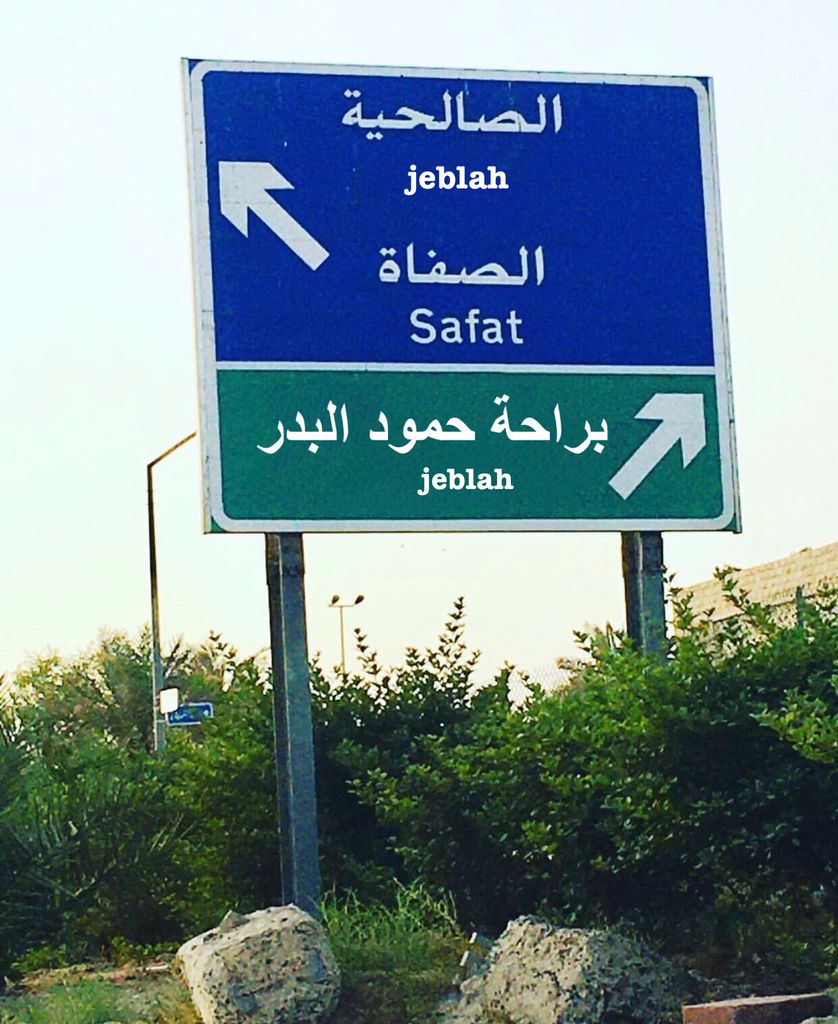 الصالحية
jeblah
الصفاة
Safat
براحة حمود البدر
jeblah